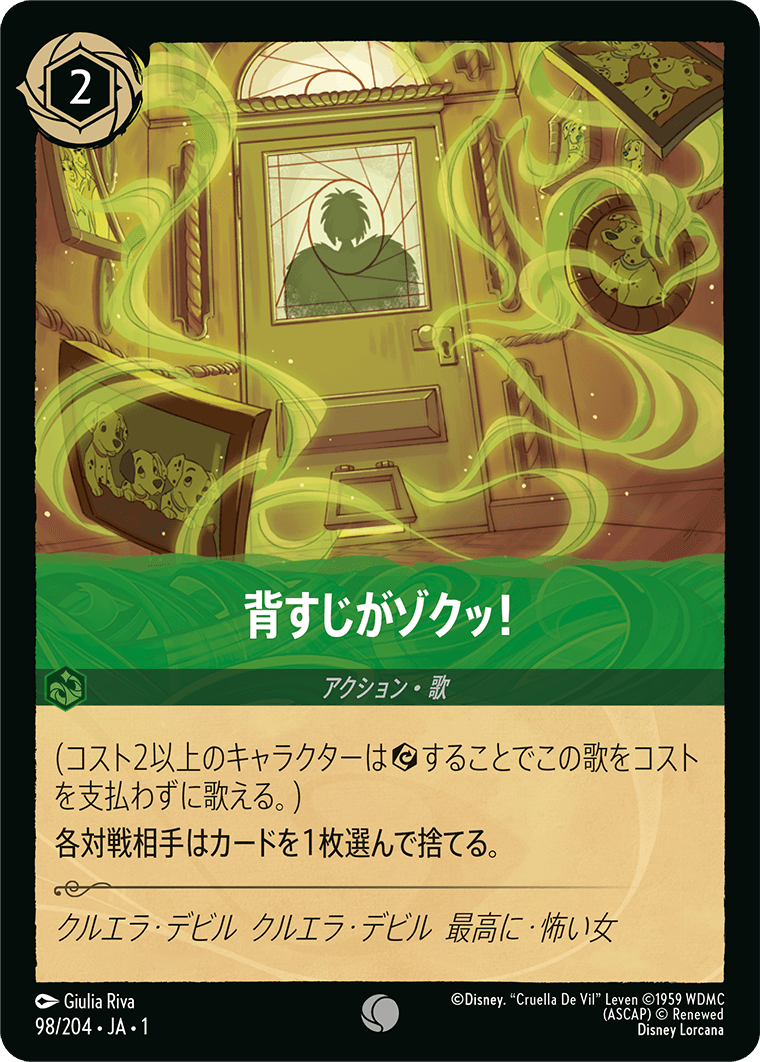 2
背すじがゾクッ!
アクション・歌
(コスト2以上のキャラクターはすることでこの歌をコスト
を支払わずに歌える。)
各対戦相手はカードを1枚選んで捨てる。
クルエラ・デビル クルエラ・デビル 最高に・怖い女
Giulia Riva
98/204・JA・1
©Disney. “Cruella De Vil” Leven ©1959 WDMC
(ASCAP) © Renewed
Disney Lorcana